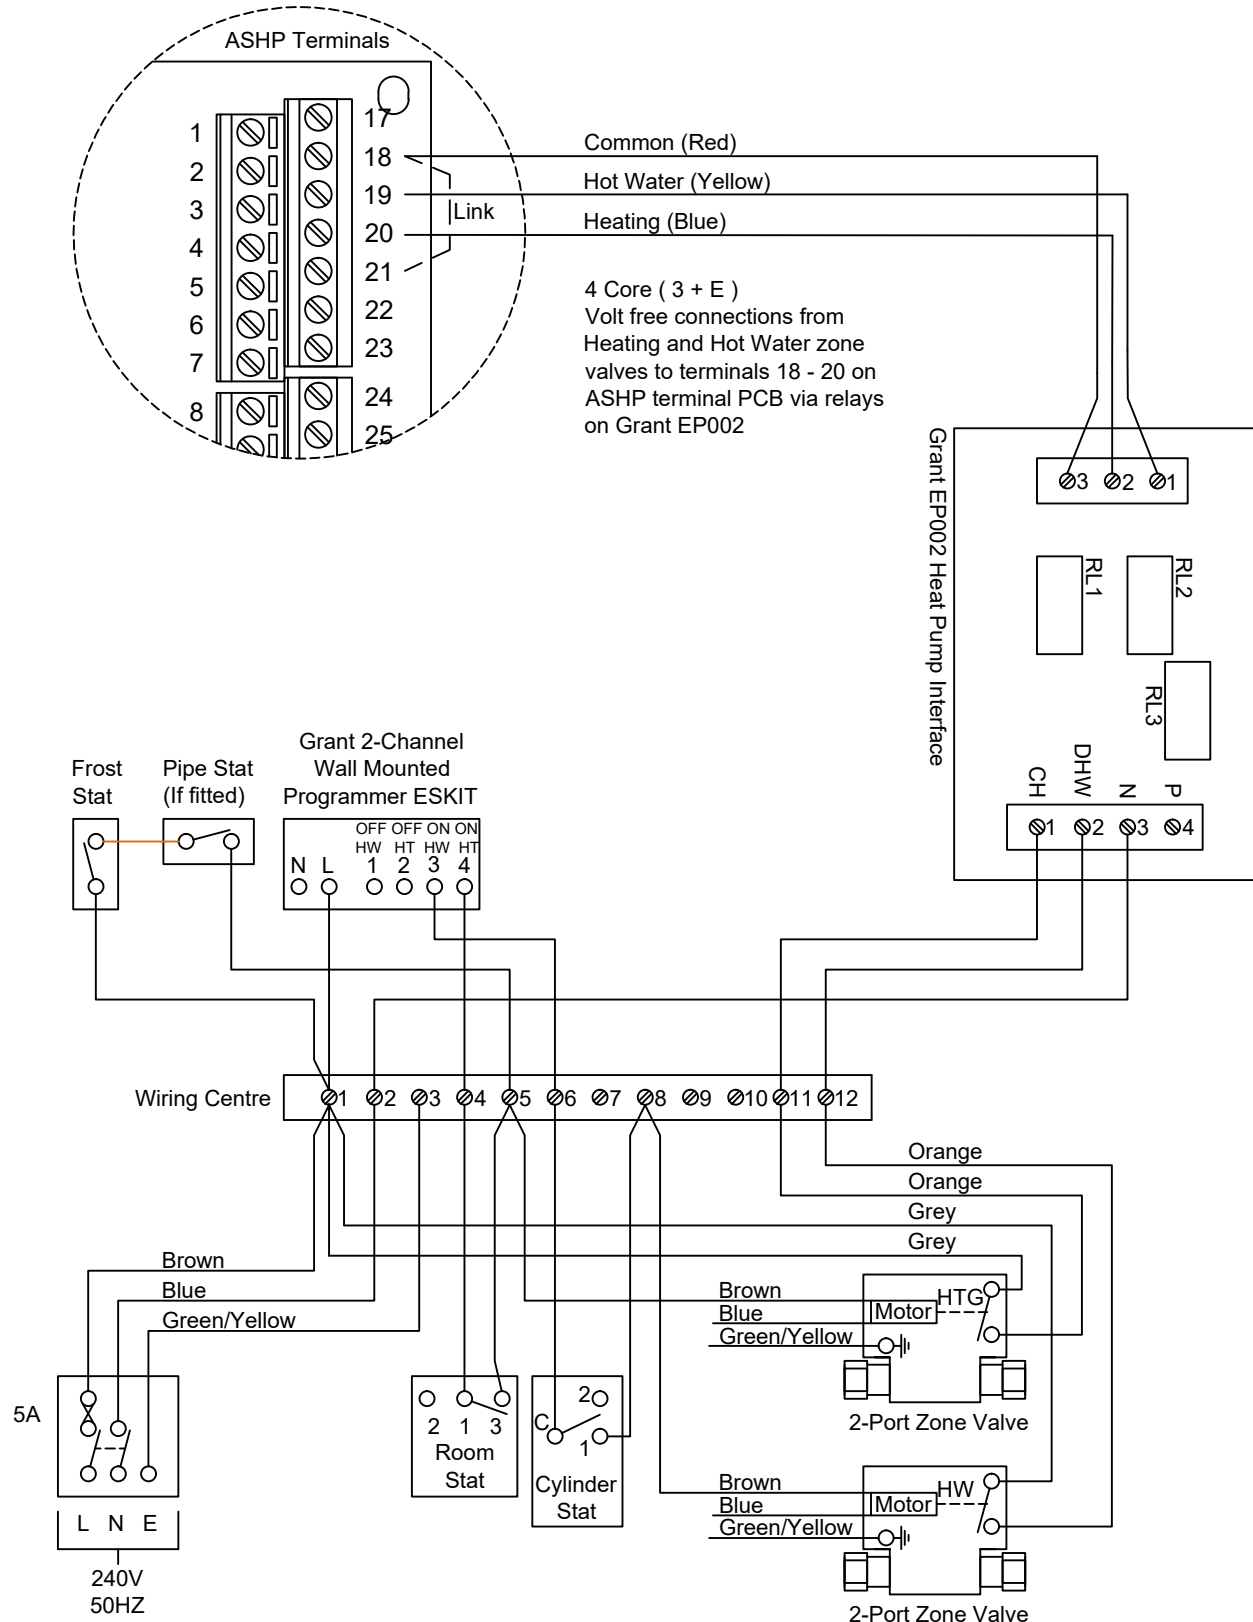 ASHP Terminals
1
2
3
4
5
6
7
8
17
18
19
20
21
22
23
24
25
Link
Common (Red)
Hot Water (Yellow)
Heating (Blue)
4 Core ( 3 + E )
Volt free connections from
Heating and Hot Water zone
valves to terminals 18 - 20 on
ASHP terminal PCB via relays
on Grant EP002
Grant EP002 Heat Pump Interface
3 2 1
RL1
RL2
RL3
CH DHW N P
1 2 3 4
Frost
Stat
Pipe Stat
(If fitted)
Grant 2-Channel
Wall Mounted
Programmer ESKIT
OFF OFF ON ON
HW HT HW HT
N L 1 2 3 4
Wiring Centre
1 2 3 4 5 6 7 8 9 10 11 12
Orange
Orange
Grey
Grey
Brown
Blue
Green/Yellow
5A
L N E
240V
50HZ
2 1 3
Room
Stat
2
C
1
Cylinder
Stat
Brown
Blue
Green/Yellow
Motor
HTG
2-Port Zone Valve
Brown
Blue
Green/Yellow
Motor
HW
2-Port Zone Valve